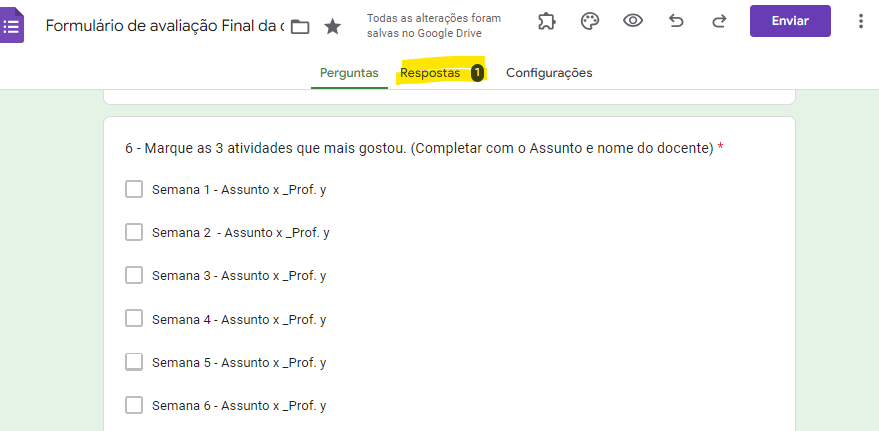 Formulário de avaliação Final da
Todas as alterações foram
salvas no Google Drive
Enviar
Perguntas Respostas 1 Configurações
6 - Marque as 3 atividades que mais gostou. (Completar com o Assunto e nome do docente) *
Semana 1 - Assunto x _Prof. y
Semana 2  - Assunto x _Prof. y
Semana 3 - Assunto x _Prof. y
Semana 4 - Assunto x _Prof. y
Semana 5 - Assunto x _Prof. y
Semana 6 - Assunto x _Prof. y